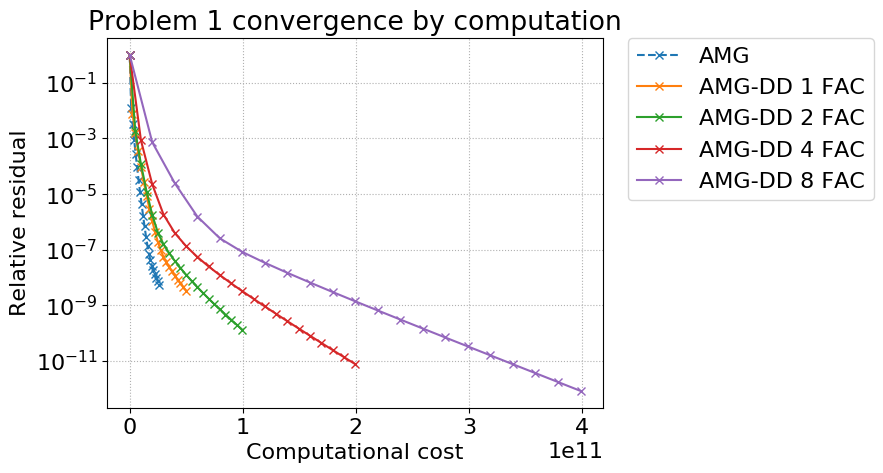 Problem 1 convergence by computation
Relative residual
10⁻¹
10⁻³
10⁻⁵
10⁻⁷
10⁻⁹
10⁻¹¹
0 1 2 3 4
1e11
Computational cost
AMG
AMG-DD 1 FAC
AMG-DD 2 FAC
AMG-DD 4 FAC
AMG-DD 8 FAC